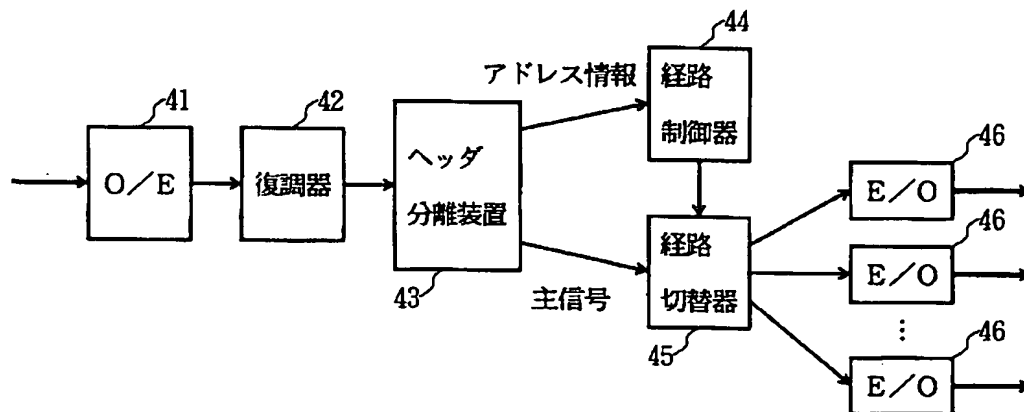 41
O/E
42
復調器
ヘッダ
分離装置
43
アドレス情報
主信号
44
経路
制御器
経路
切替器
45
46
E/O
46
E/O
⋮
46
E/O